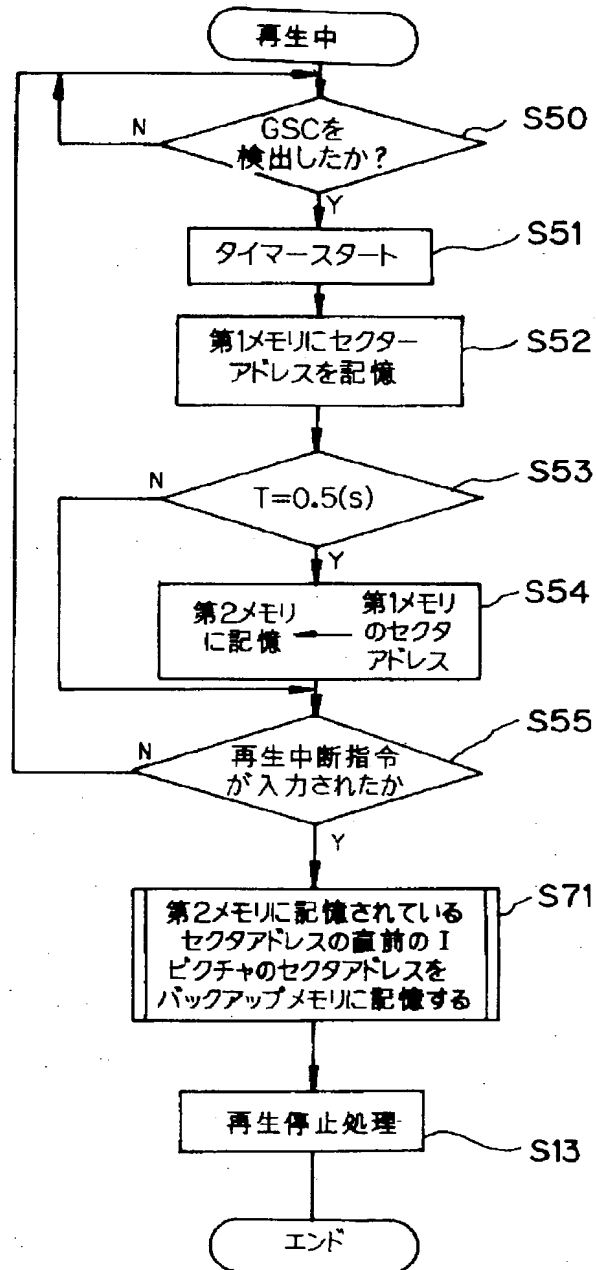 再生中
GSCを
検出したか?
N
S50
Y
タイマースタート
S51
第1メモリにセクター
アドレスを記憶
S52
N
T=0.5(s)
S53
Y
第2メモリ
に記憶
第1メモリ
のセクタ
アドレス
S54
N
再生中断指令
が入力されたか
S55
Y
第2メモリに記憶されている
セクタアドレスの直前のI
ピクチャのセクタアドレスを
バックアップメモリに記憶する
S71
再生停止処理
S13
エンド